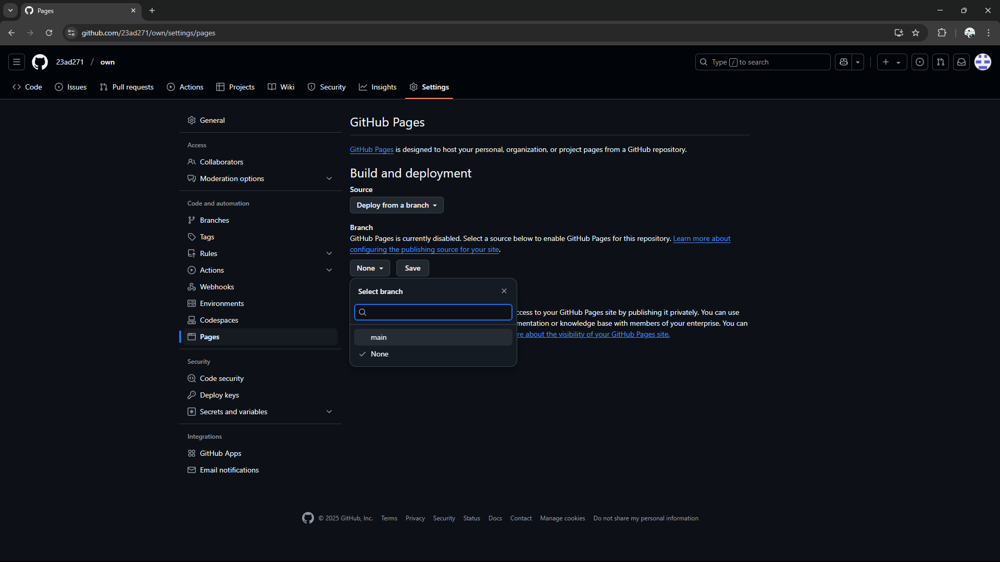 Pages
github.com/23ad271/own/settings/pages
23ad271 / own
Type / to search
Code Issues Pull requests Actions Projects Wiki Security Insights Settings
General
Access
Collaborators
Moderation options
Code and automation
Branches
Tags
Rules
Actions
Webhooks
Environments
Codespaces
Pages
Security
Code security
Deploy keys
Secrets and variables
Integrations
GitHub Apps
Email notifications
GitHub Pages
GitHub Pages is designed to host your personal, organization, or project pages from a GitHub repository.
Build and deployment
Source
Deploy from a branch
Branch
GitHub Pages is currently disabled. Select a source below to enable GitHub Pages for this repository. Learn more about
configuring the publishing source for your site.
None Save
Select branch
main
None
ccess to your GitHub Pages site by publishing it privately. You can use
mentation or knowledge base with members of your enterprise. You can
re about the visibility of your GitHub Pages site.
© 2025 GitHub, Inc. Terms Privacy Security Status Docs Contact Manage cookies Do not share my personal information